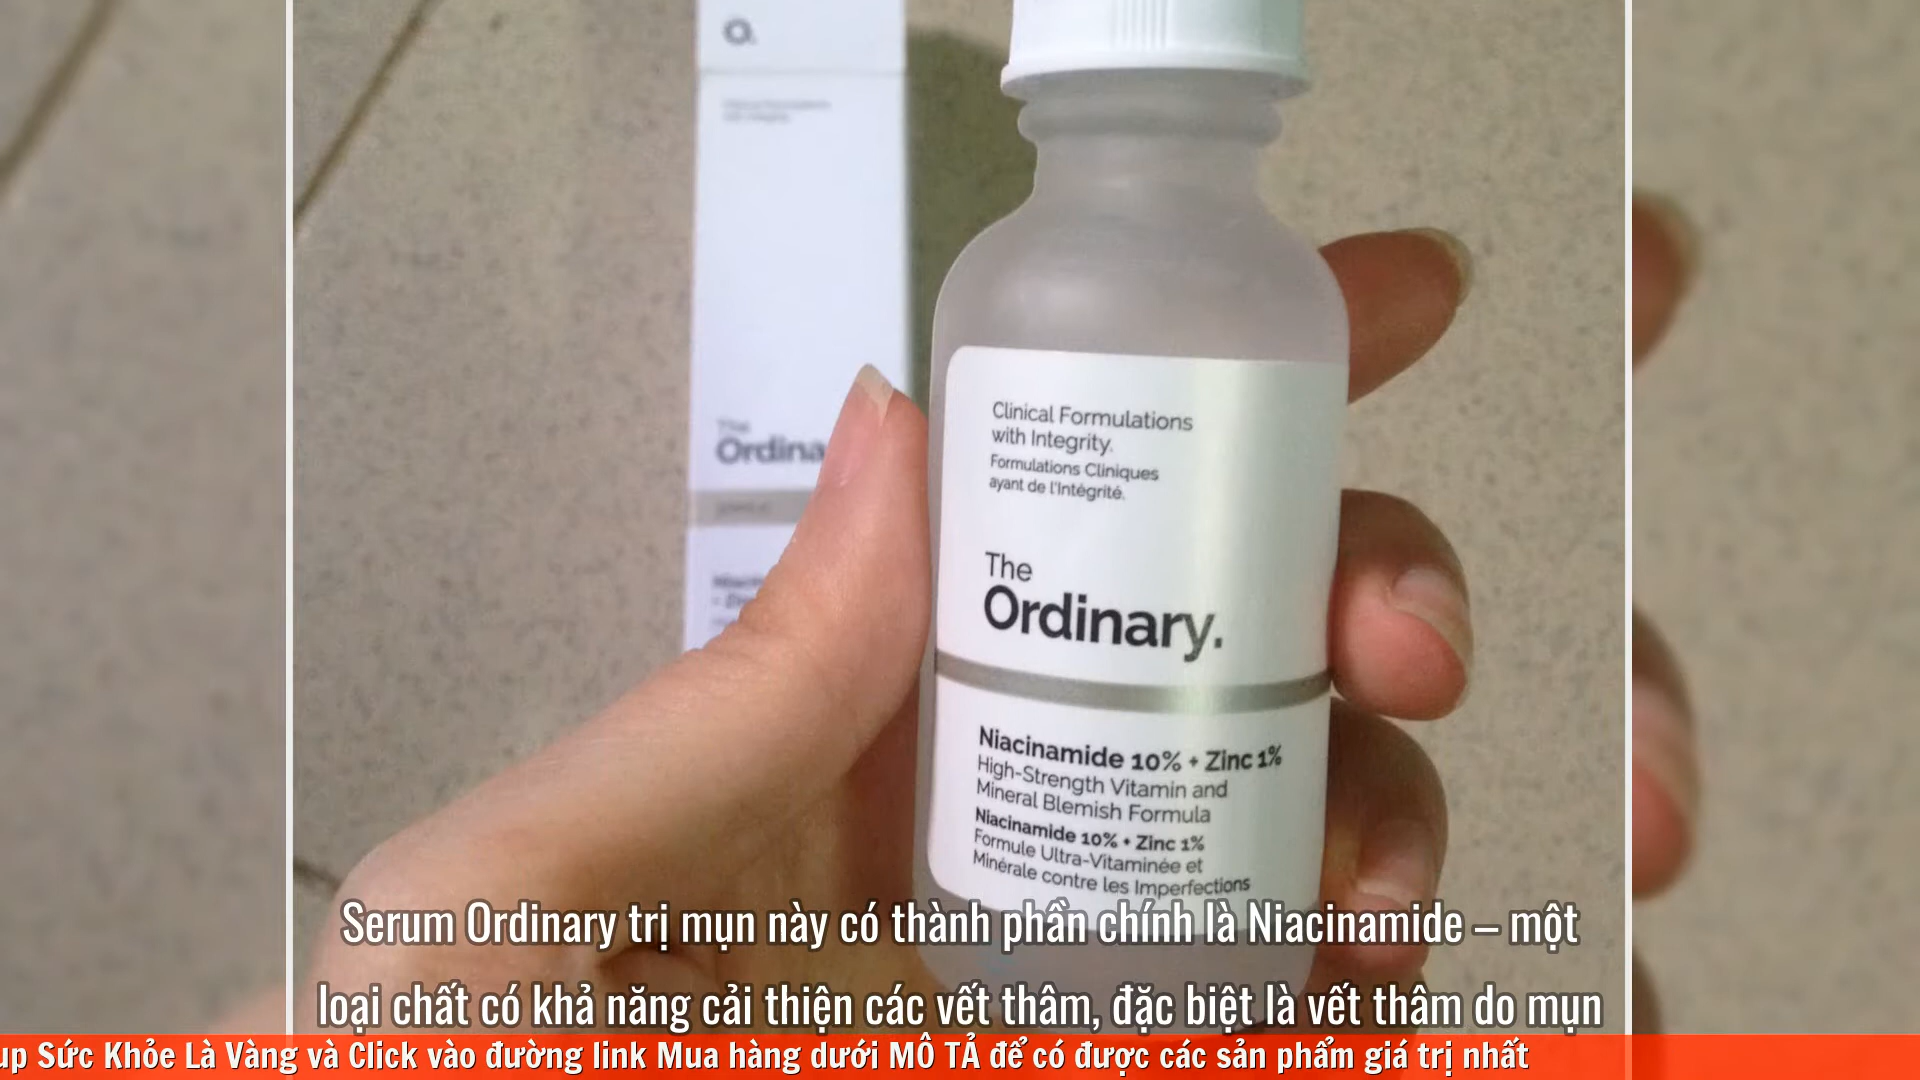 O.
The
Ordina
Clinical Formulations
with Integrity.
Formulations Cliniques
ayant de l'Intégrité.
The
Ordinary.
Niacinamide 10% + Zinc 1%
High-Strength Vitamin and
Mineral Blemish Formula
Niacinamide 10% + Zinc 1%
Formule Ultra-Vitaminée et
Minérale contre les Imperfections
Serum Ordinary trị mụn này có thành phần chính là Niacinamide – một
loại chất có khả năng cải thiện các vết thâm, đặc biệt là vết thâm do mụn
up Sức Khỏe Là Vàng và Click vào đường link Mua hàng dưới MÔ TẢ để có được các sản phẩm giá trị nhất